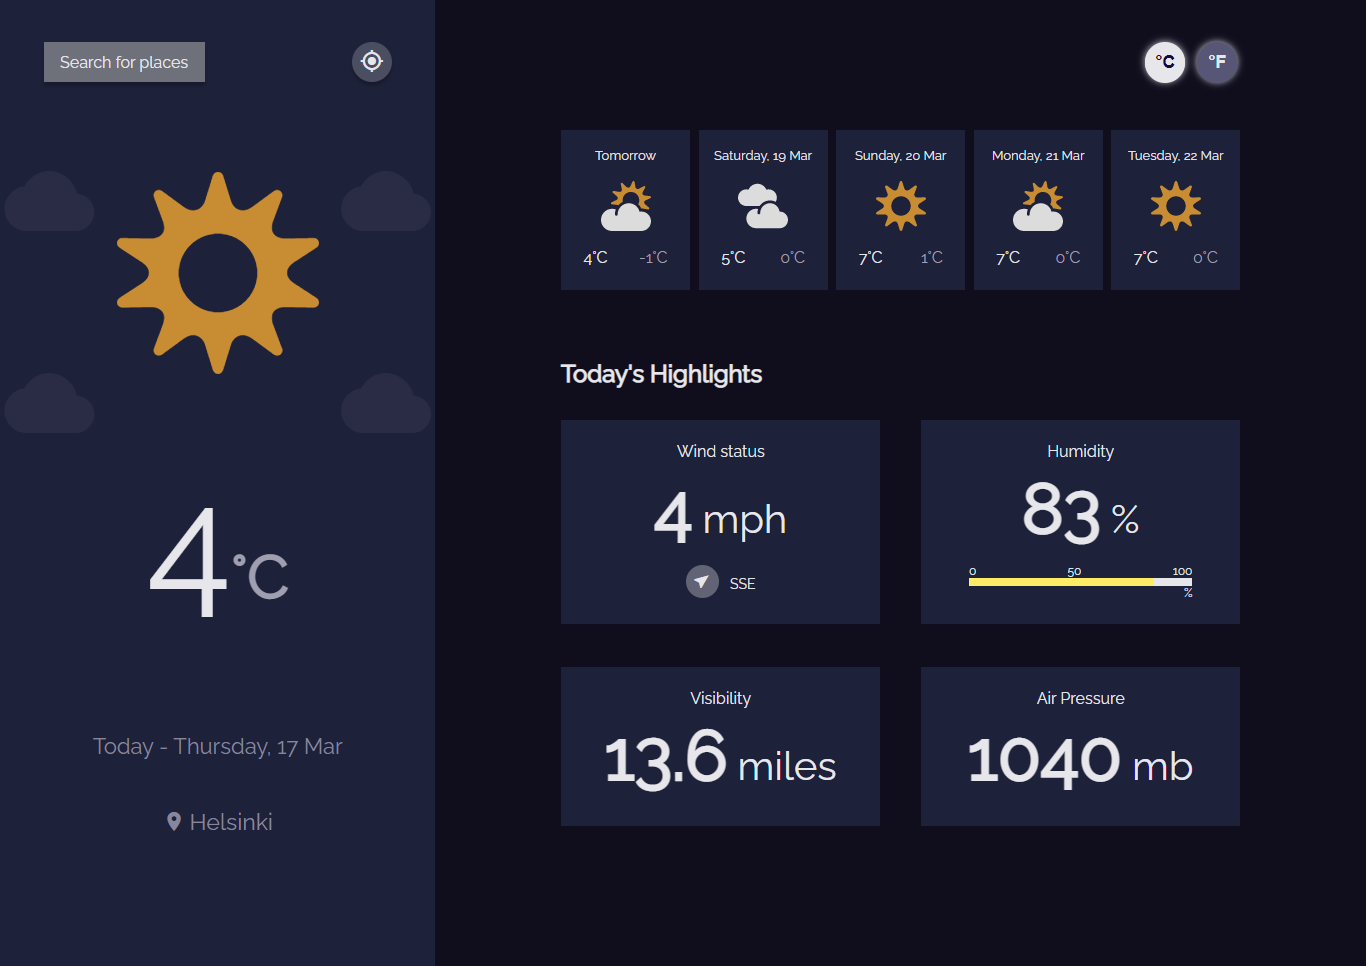 Search for places
4°C
Today - Thursday, 17 Mar
Helsinki
°C °F
Tomorrow
4°C -1°C
Saturday, 19 Mar
5°C 0°C
Sunday, 20 Mar
7°C 1°C
Monday, 21 Mar
7°C 0°C
Tuesday, 22 Mar
7°C 0°C
Today's Highlights
Wind status
4 mph
SSE
Humidity
83 %
0 50 100
%
Visibility
13.6 miles
Air Pressure
1040 mb